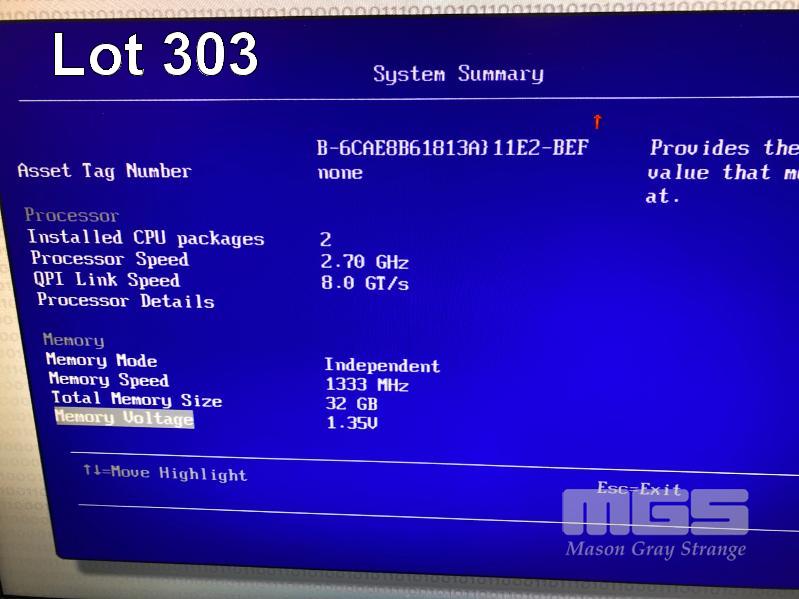 Lot 303
System Summary
↑
B-6CAE8B61813A}11E2-BEF
Asset Tag Number none
Provides the
value that
at.
Processor
Installed CPU packages 2
Processor Speed 2.70 GHz
QPI Link Speed 8.0 GT/s
Processor Details
Memory
Memory Mode Independent
Memory Speed 1333 MHz
Total Memory Size 32 GB
Memory Voltage 1.35V
↑↓=Move Highlight Esc=Exit
MGS
Mason Gray Strange